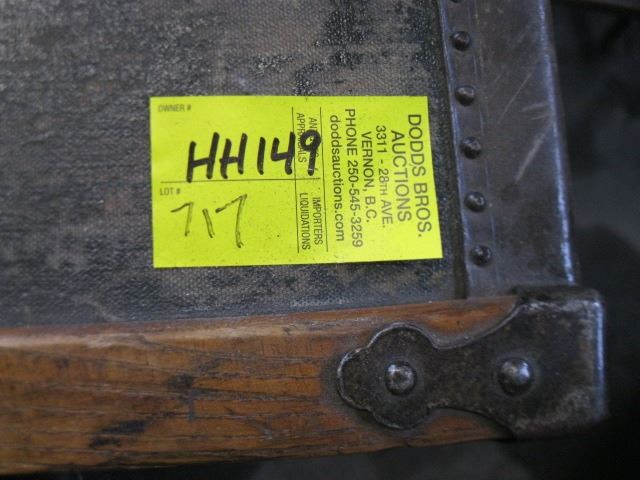 OWNER #
HH149
LOT #
717
APPRAISALS
IMPORTERS
LIQUIDATIONS
DODDS BROS.
AUCTIONS
3311 - 28TH AVE.
VERNON, B.C.
PHONE 250-545-3259
doddsauctions.com